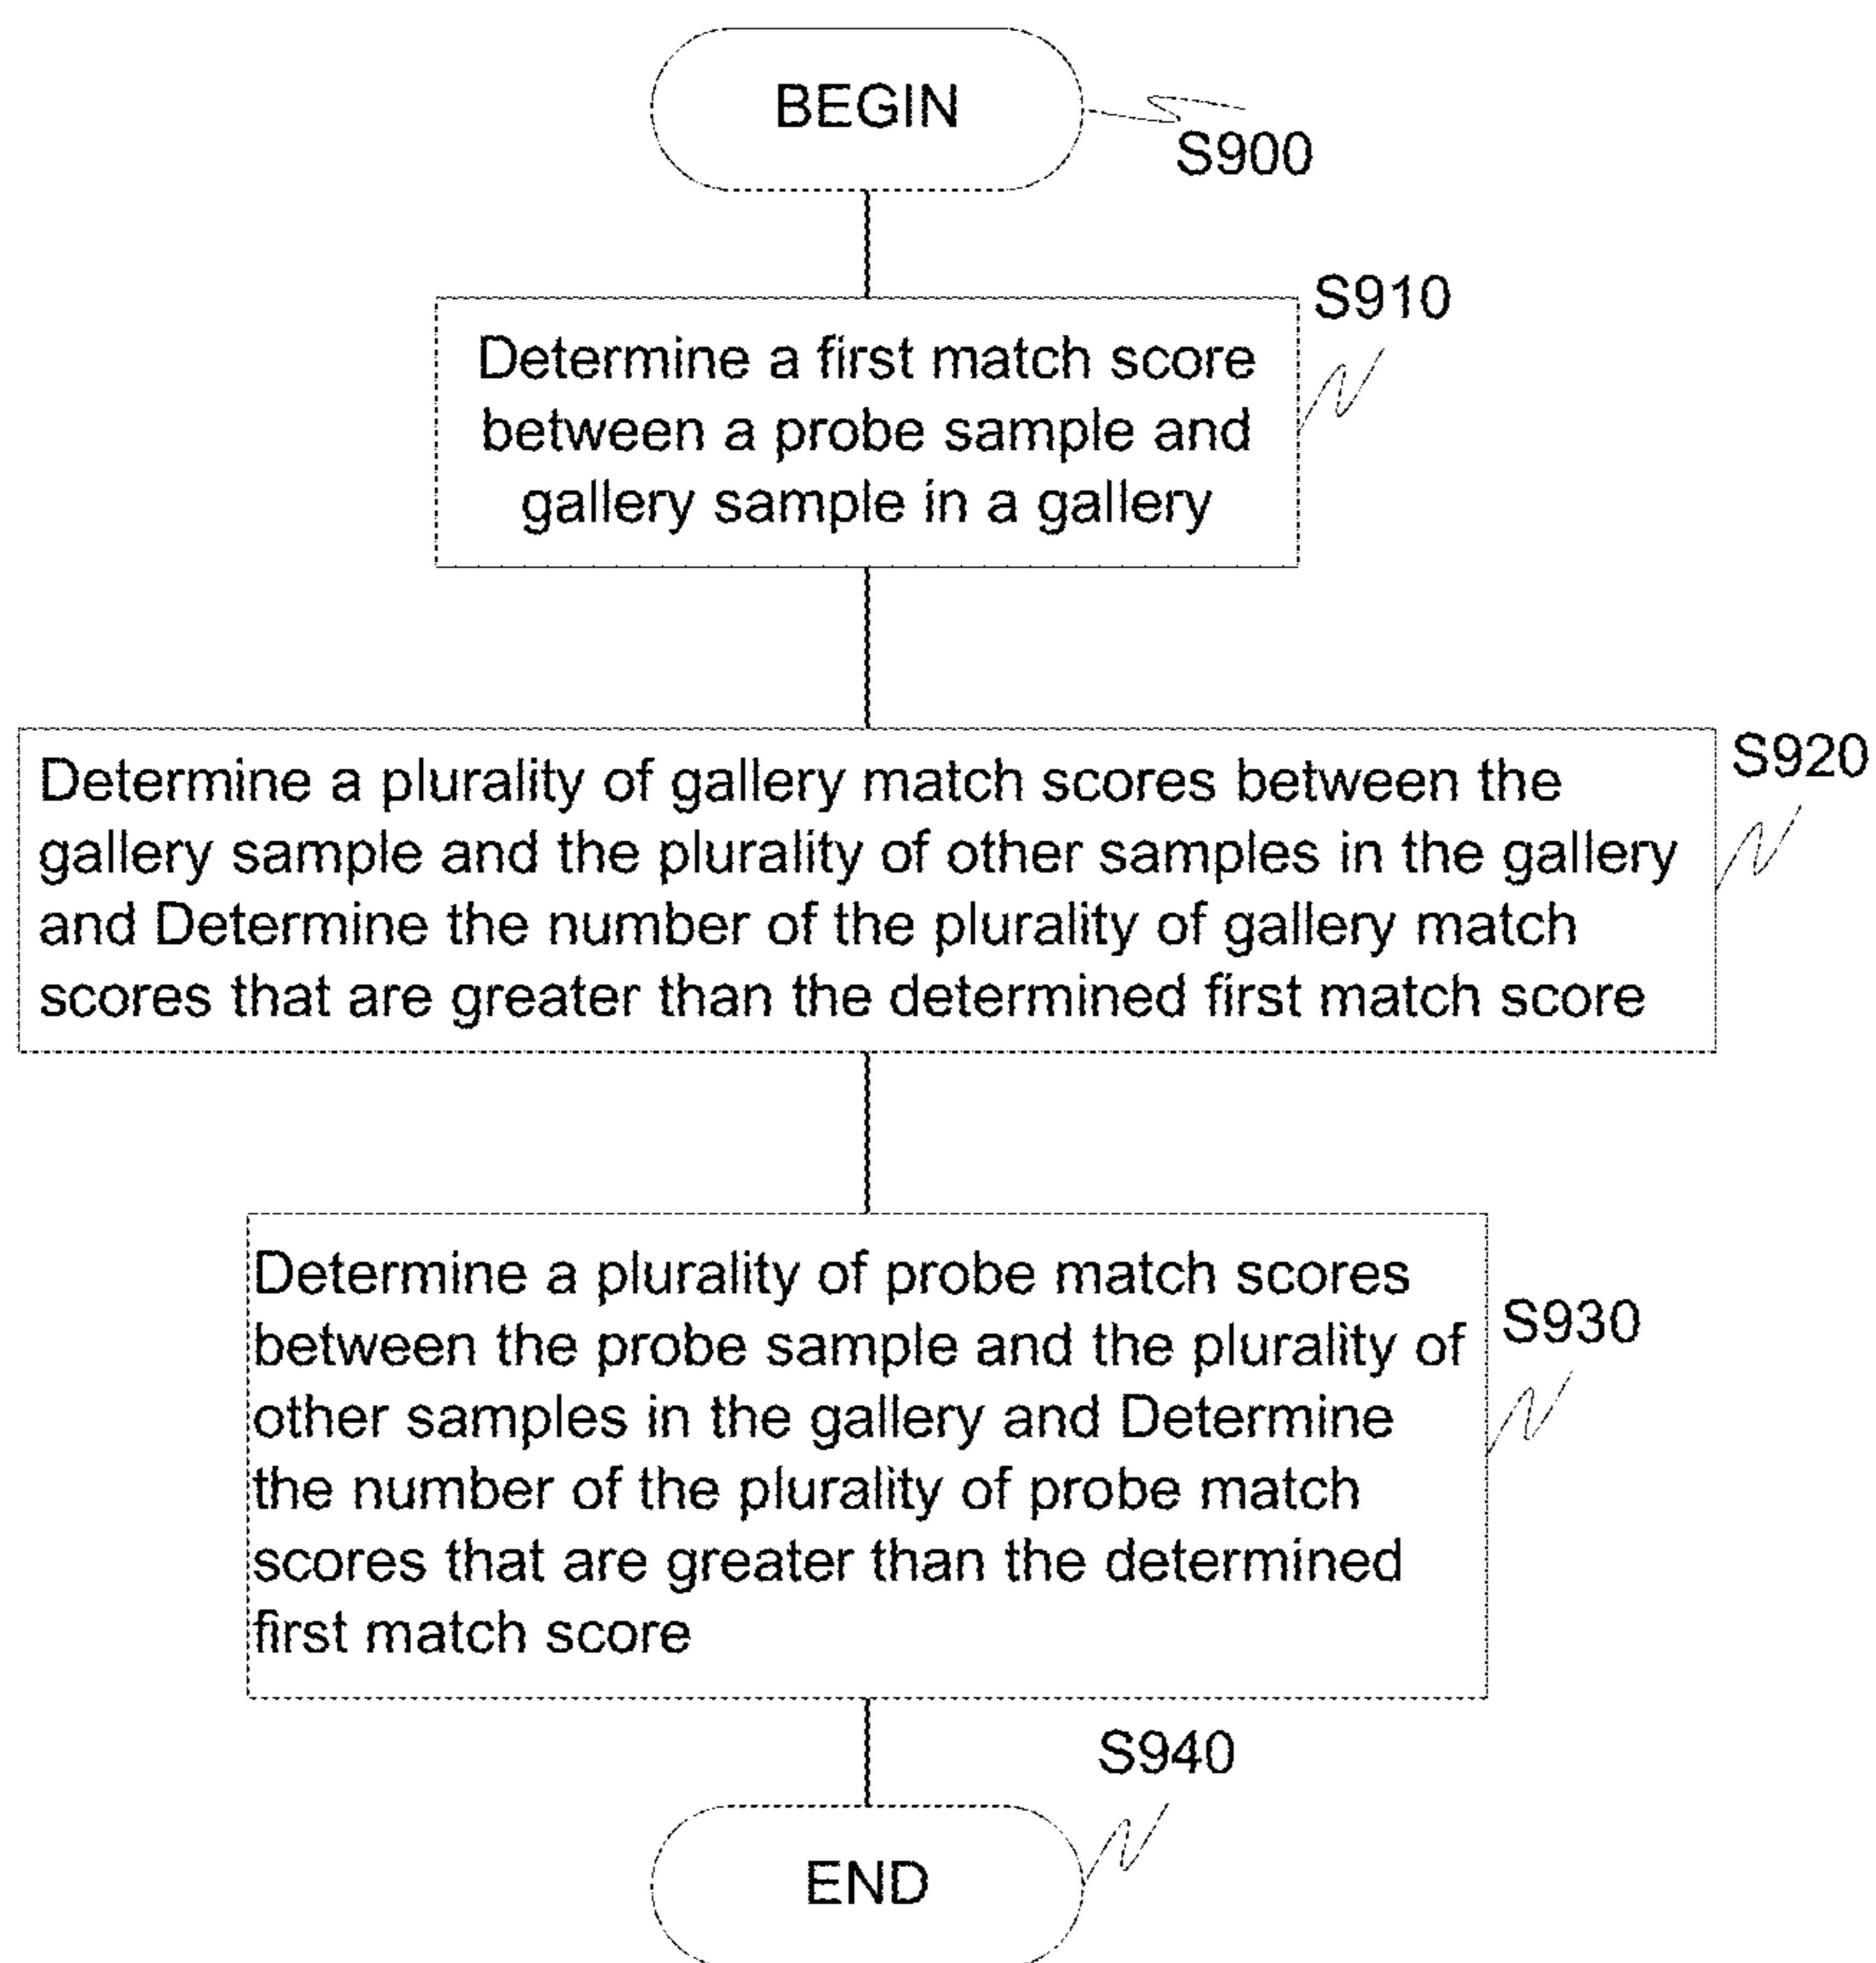 BEGIN
S900
S910
Determine a first match score
between a probe sample and
gallery sample in a gallery
S920
Determine a plurality of gallery match scores between the
gallery sample and the plurality of other samples in the gallery
and Determine the number of the plurality of gallery match
scores that are greater than the determined first match score
Determine a plurality of probe match scores
between the probe sample and the plurality of
other samples in the gallery and Determine
the number of the plurality of probe match
scores that are greater than the determined
first match score
S930
S940
END